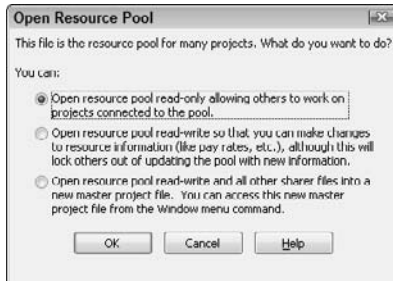 Open Resource Pool
This file is the resource pool for many projects. What do you want to do?
You can:
Open resource pool read-only allowing others to work on
projects connected to the pool.
Open resource pool read-write so that you can make changes
to resource information (like pay rates, etc.), although this will
lock others out of updating the pool with new information.
Open resource pool read-write and all other sharer files into a
new master project file. You can access this new master
project file from the Window menu command.
OK Cancel Help